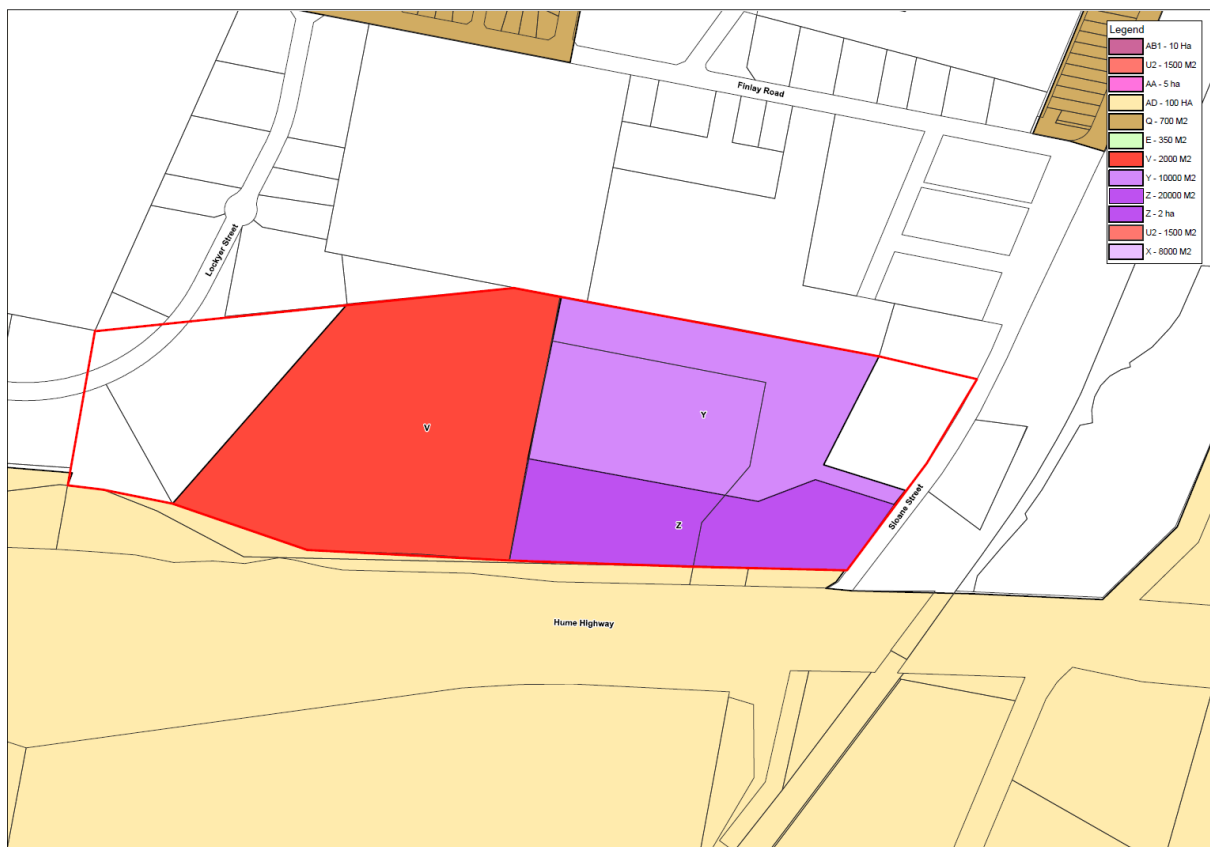 Legend
AB1 - 10 Ha
U2 - 1500 M2
AA - 5 ha
AD - 100 HA
Q - 700 M2
E - 350 M2
V - 2000 M2
Y - 10000 M2
Z - 20000 M2
Z - 2 ha
U2 - 1500 M2
X - 8000 M2
Finlay Road
Lockyer Street
Y
V
Sloane Street
Z
Hume Highway